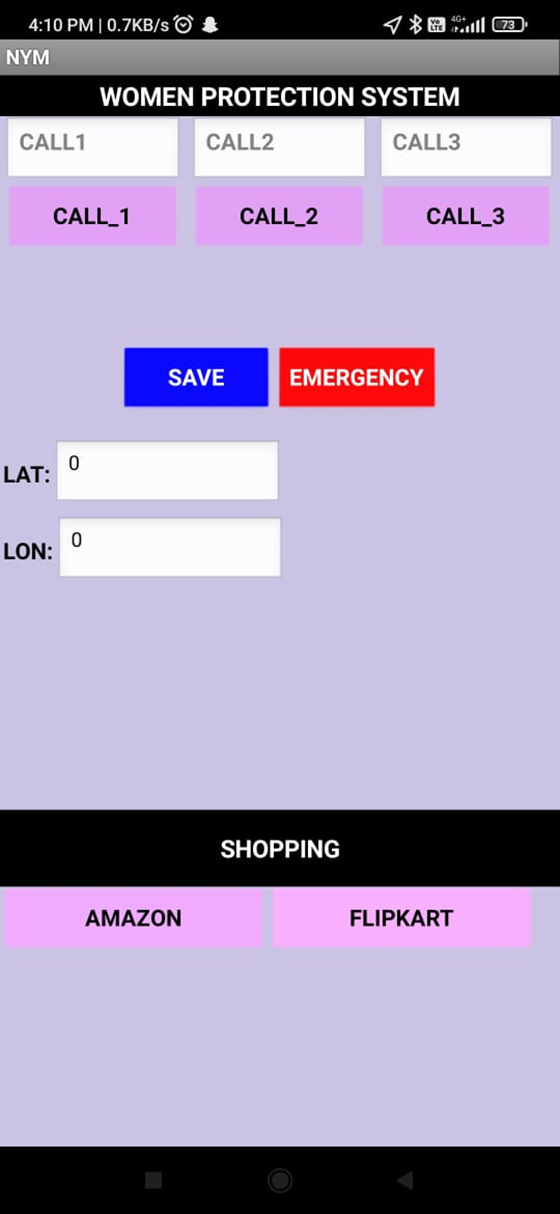 4:10 PM | 0.7KB/s 4G+ 73
NYM
WOMEN PROTECTION SYSTEM
CALL1 CALL2 CALL3
CALL_1 CALL_2 CALL_3
SAVE EMERGENCY
LAT: 0
LON: 0
SHOPPING
AMAZON FLIPKART